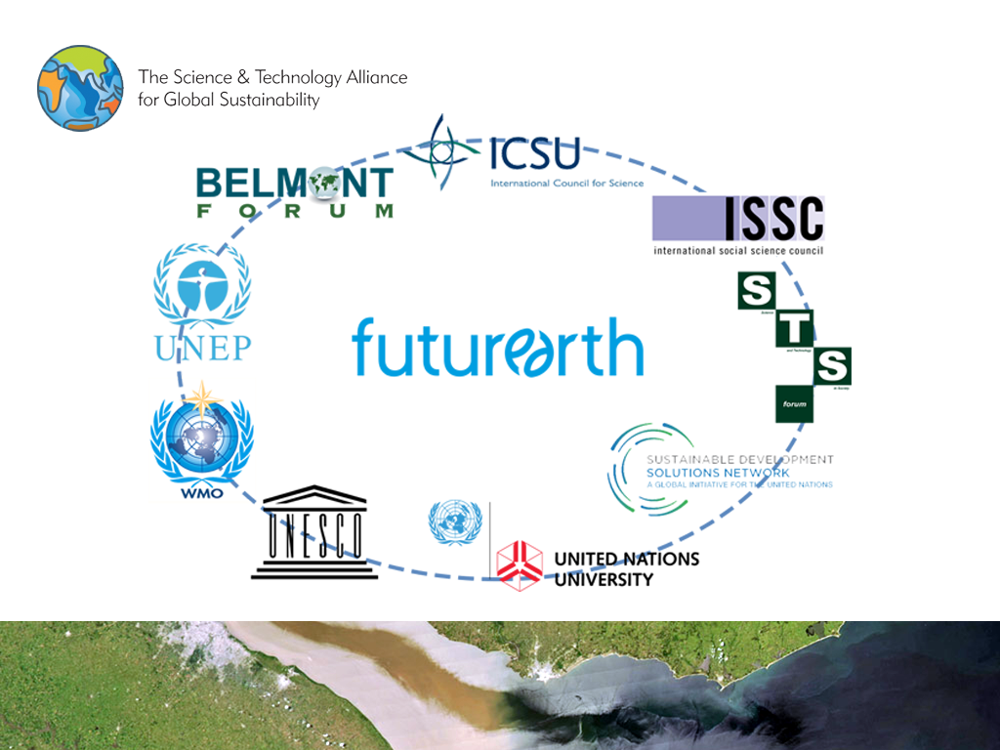 The Science & Technology Alliance
for Global Sustainability
ICSU
International Council for Science
BELMONT
FORUM
ISSC
international social science council
UNEP
S
Science
T
and Technology
S
in Society
forum
futurearth
WMO
SUSTAINABLE DEVELOPMENT
SOLUTIONS NETWORK
A GLOBAL INITIATIVE FOR THE UNITED NATIONS
UNESCO
UNITED NATIONS
UNIVERSITY